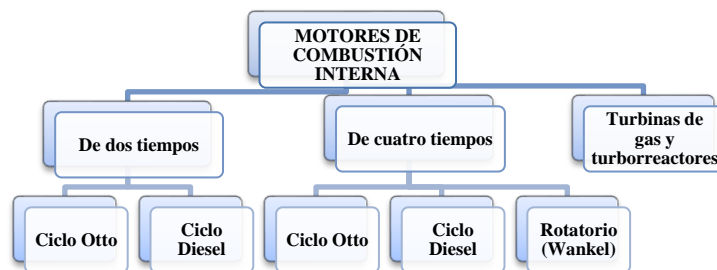 MOTORES DE
COMBUSTIÓN
INTERNA
De dos tiempos
De cuatro tiempos
Turbinas de
gas y
turborreactores
Ciclo Otto
Ciclo
Diesel
Ciclo Otto
Ciclo
Diesel
Rotatorio
(Wankel)